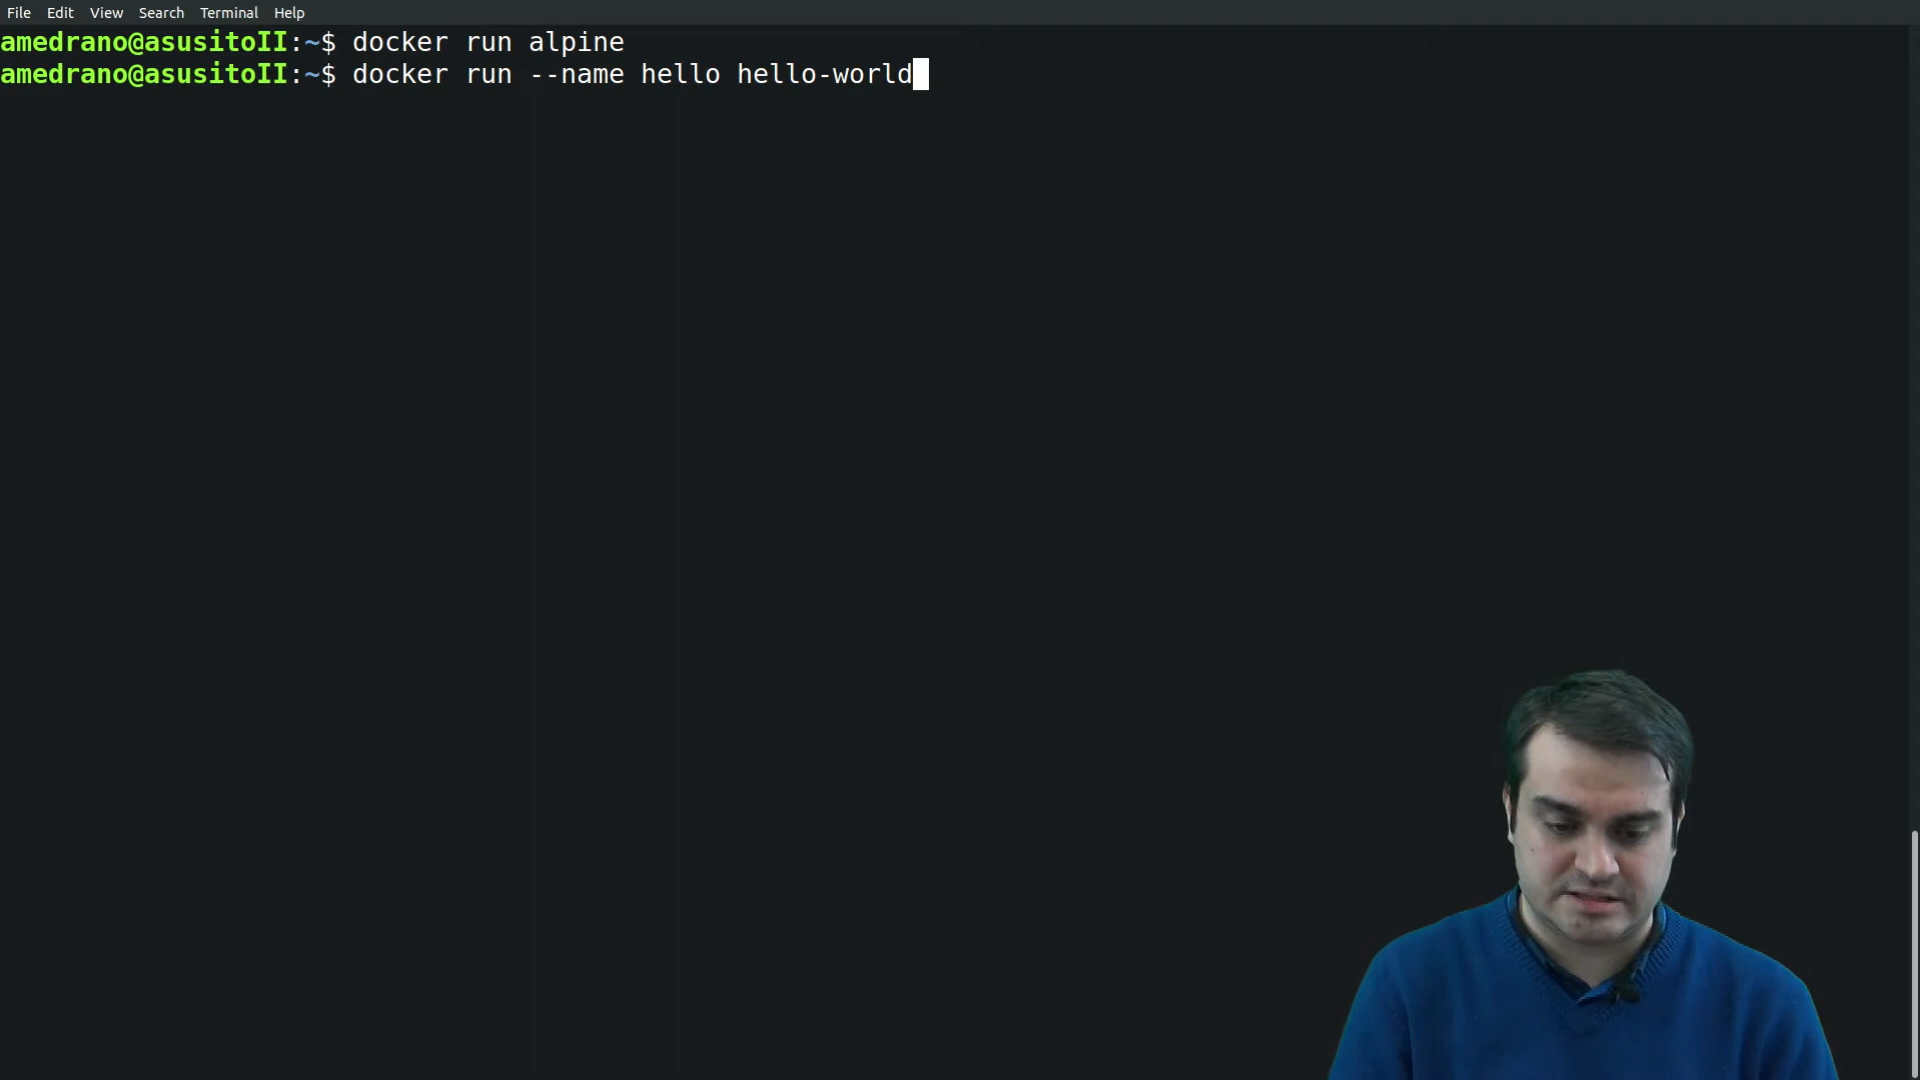 File Edit View Search Terminal Help
amedrano@asusitoII:~$ docker run alpine
amedrano@asusitoII:~$ docker run --name hello hello-world